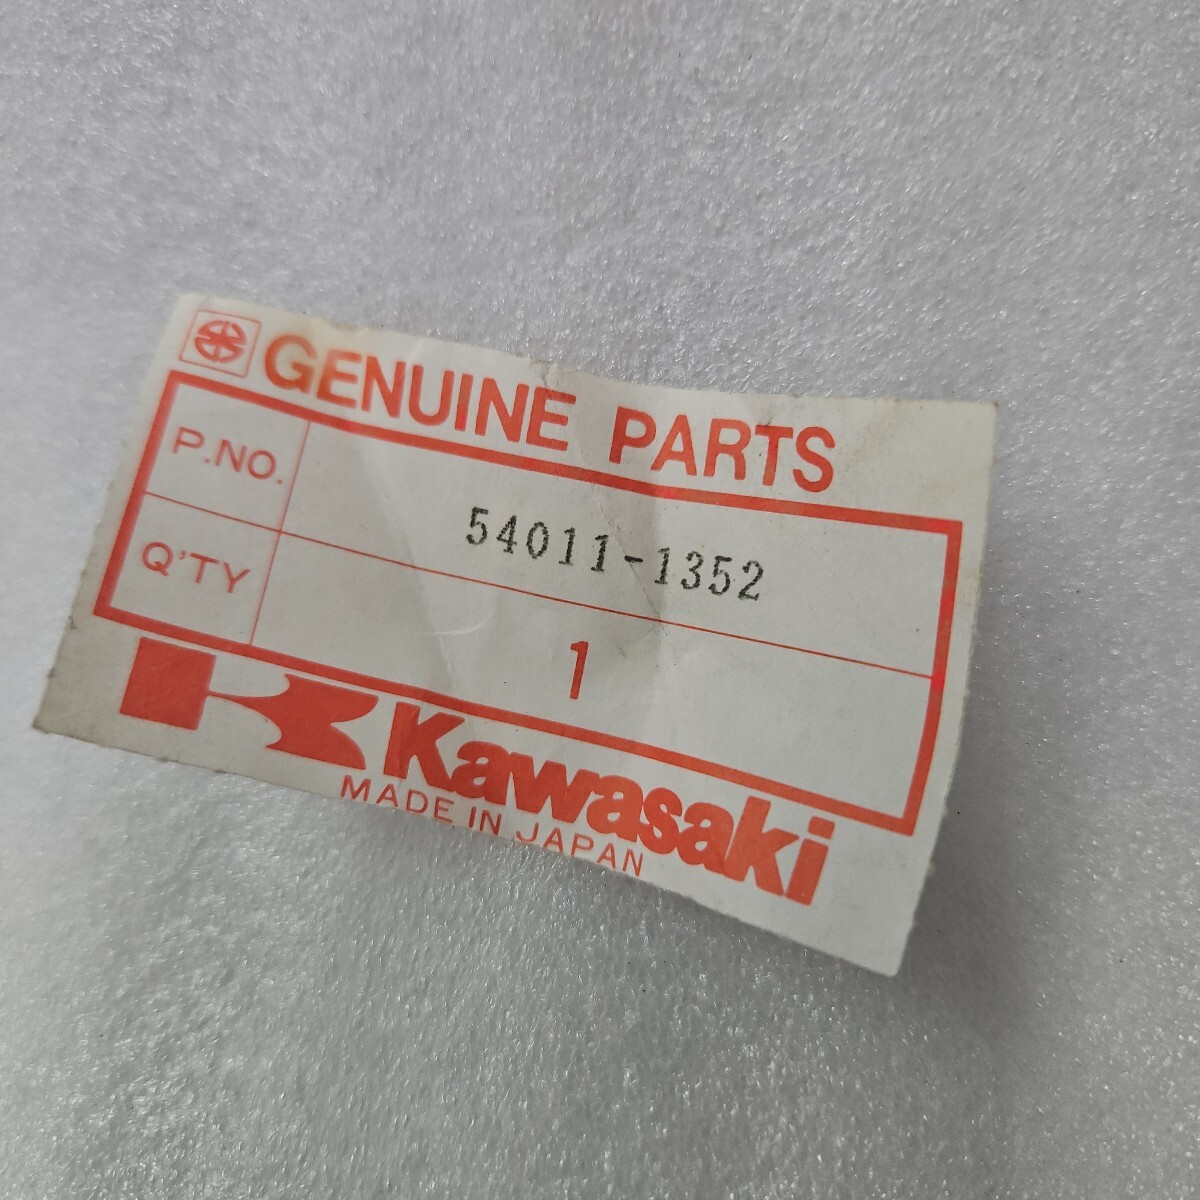 GENUINE PARTS
P.NO. 54011-1352
Q'TY 1
Kawasaki
MADE IN JAPAN